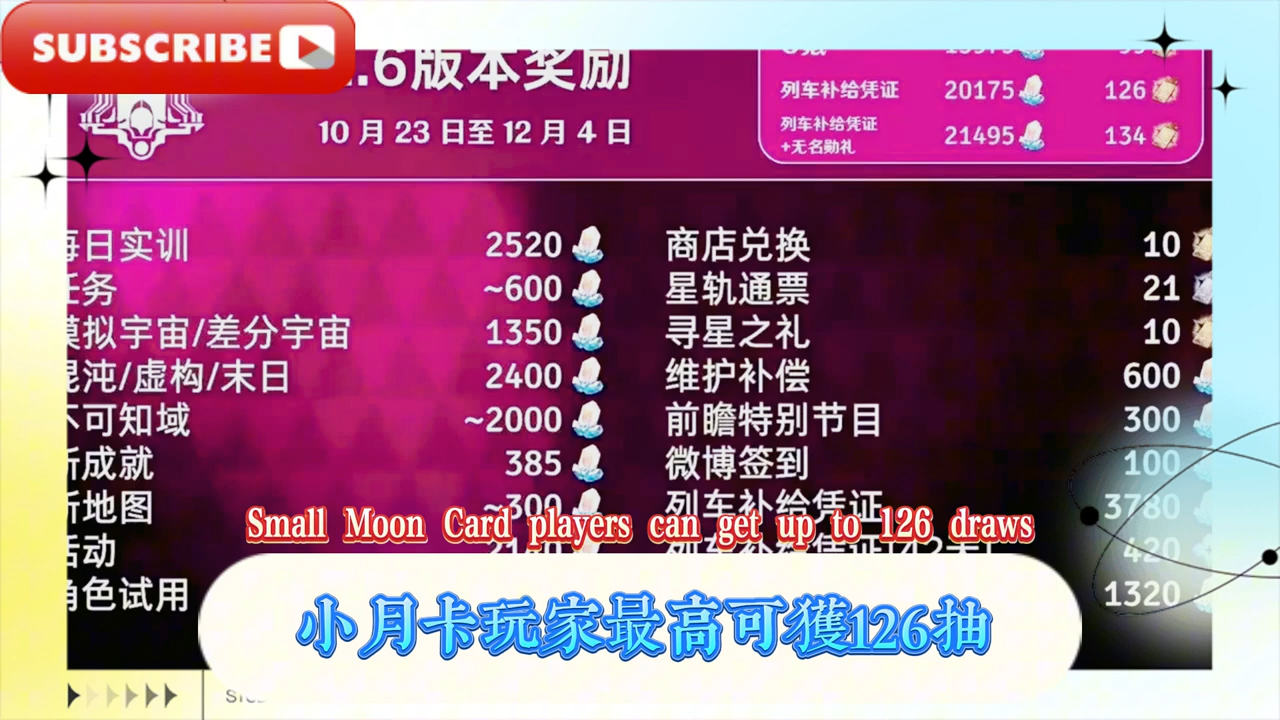 SUBSCRIBE
.6版本奖励
10月23日至12月4日
列车补给凭证 20175 126
列车补给凭证
+无名勋礼 21495 134
每日实训 2520
任务 ~600
模拟宇宙/差分宇宙 1350
混沌/虚构/末日 2400
不可知域 ~2000
新成就 385
新地图 ~300
活动
角色试用
商店兑换 10
星轨通票 21
寻星之礼 10
维护补偿 600
前瞻特别节目 300
微博签到 100
列车补给凭证 3780
420
1320
Small Moon Card players can get up to 126 draws
小月卡玩家最高可獲126抽